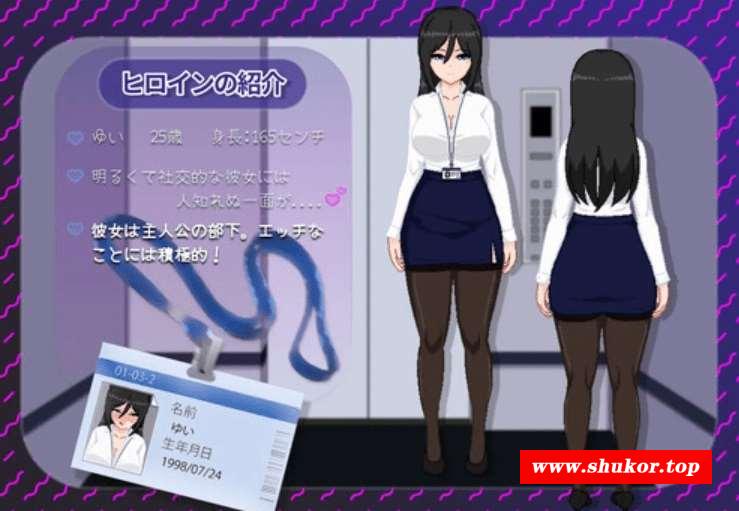 ヒロインの紹介
ゆい 25歳 身長:165センチ
明るくて社交的な彼女には
人知れぬ一面が....
彼女は主人公の部下。エッチな
ことには積極的!
01-03-2
名前
ゆい
生年月日
1998/07/24
www.shukor.top